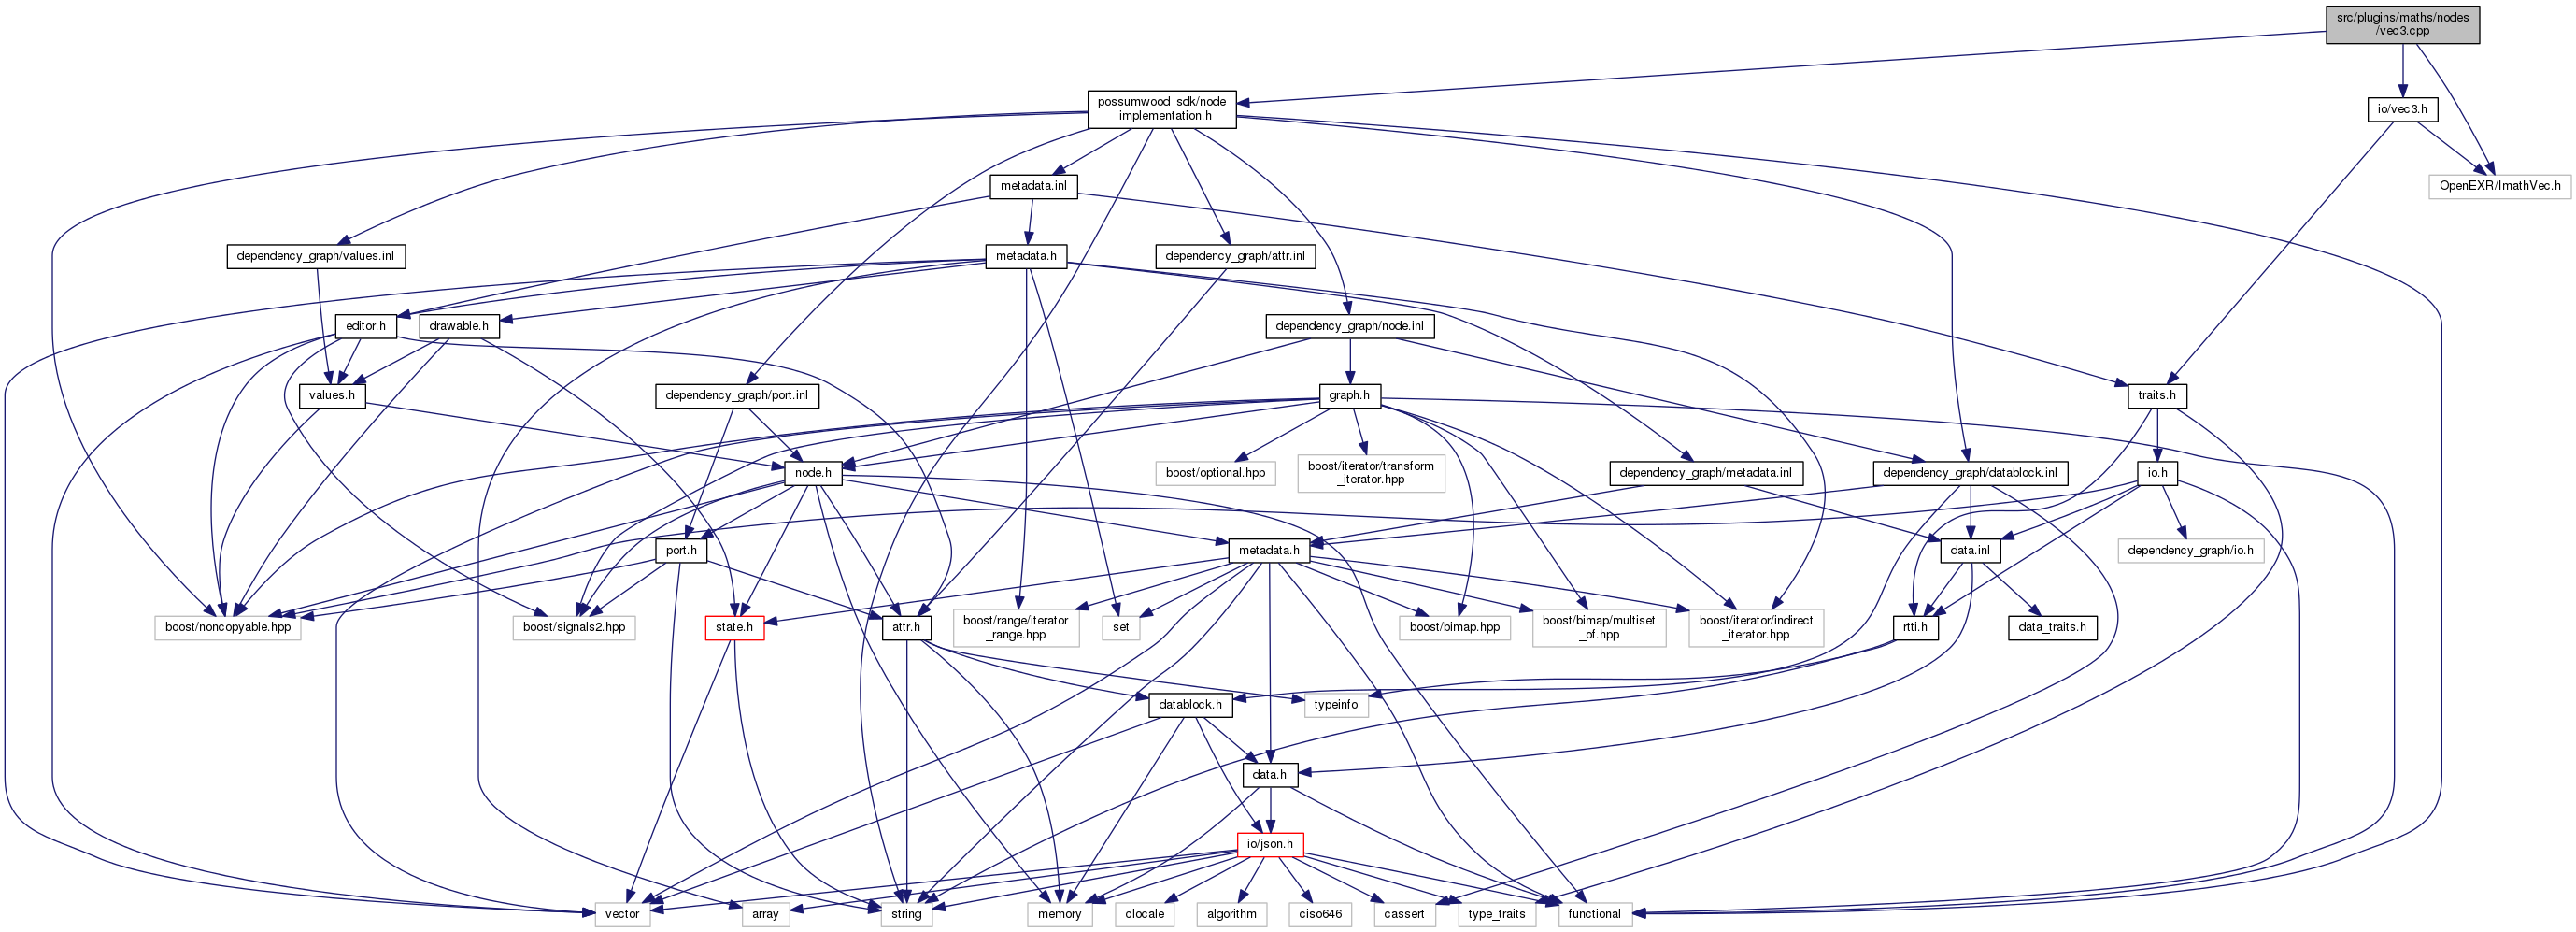 src/plugins/maths/nodes
/vec3.cpp
possumwood_sdk/node
_implementation.h
io/vec3.h
metadata.inl
OpenEXR/ImathVec.h
dependency_graph/values.inl
metadata.h
dependency_graph/attr.inl
editor.h
drawable.h
dependency_graph/node.inl
values.h
dependency_graph/port.inl
graph.h
traits.h
node.h
boost/optional.hpp
boost/iterator/transform
_iterator.hpp
dependency_graph/metadata.inl
dependency_graph/datablock.inl
io.h
port.h
metadata.h
data.inl
dependency_graph/io.h
boost/noncopyable.hpp
boost/signals2.hpp
state.h
attr.h
boost/range/iterator
_range.hpp
set
boost/bimap.hpp
boost/bimap/multiset
_of.hpp
boost/iterator/indirect
_iterator.hpp
rtti.h
data_traits.h
datablock.h
typeinfo
data.h
io/json.h
vector
array
string
memory
clocale
algorithm
ciso646
cassert
type_traits
functional